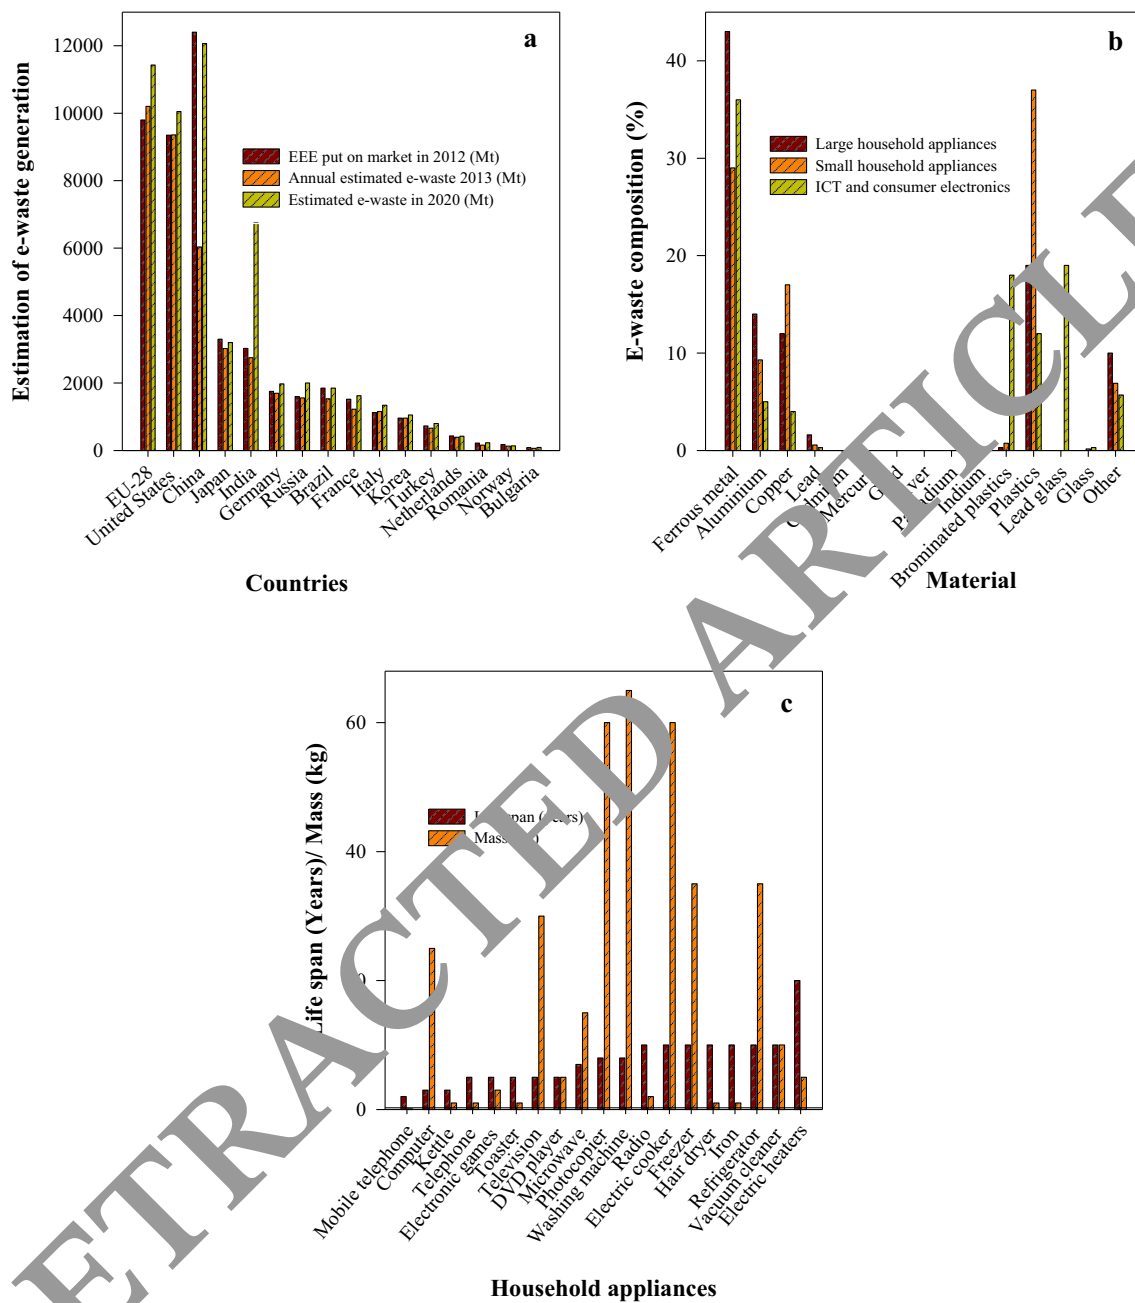 a
12000
10000
8000
6000
4000
2000
0
Estimation of e-waste generation
EEE put on market in 2012 (Mt)
Annual estimated e-waste 2013 (Mt)
Estimated e-waste in 2020 (Mt)
EU-28
United States
China
Japan
India
Germany
Russia
Brazil
France
Italy
Korea
Turkey
Netherlands
Romania
Norway
Bulgaria
Countries
b
40
30
20
10
0
E-waste composition (%)
Large household appliances
Small household appliances
ICT and consumer electronics
Ferrous metal
Aluminium
Copper
Lead
Indium
Brominated plastics
Plastics
Lead glass
Glass
Other
Material
c
60
40
0
Life span (Years)/ Mass (kg)
Mass
Mobile telephone
Computer
Kettle
Telephone
Electronic games
Toaster
Television
DVD player
Microwave
Photocopier
Washing machine
Radio
Electric cooker
Freezer
Hair dryer
Iron
Refrigerator
Vacuum cleaner
Electric heaters
Household appliances
ETRACTED ARTICLE